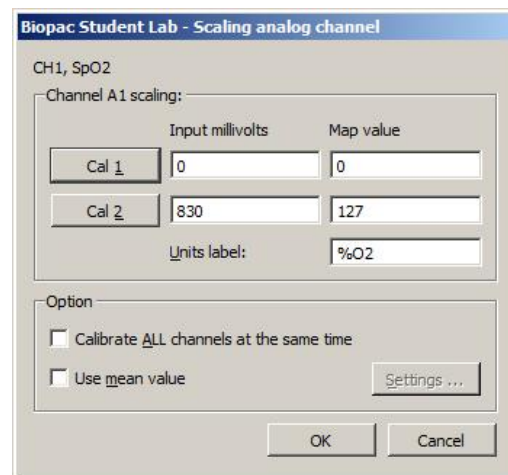 Biopac Student Lab - Scaling analog channel
CH1, SpO2
Channel A1 scaling:
Input millivolts Map value
Cal 1 0 0
Cal 2 830 127
Units label: %O2
Option
Calibrate ALL channels at the same time
Use mean value Settings ...
OK Cancel